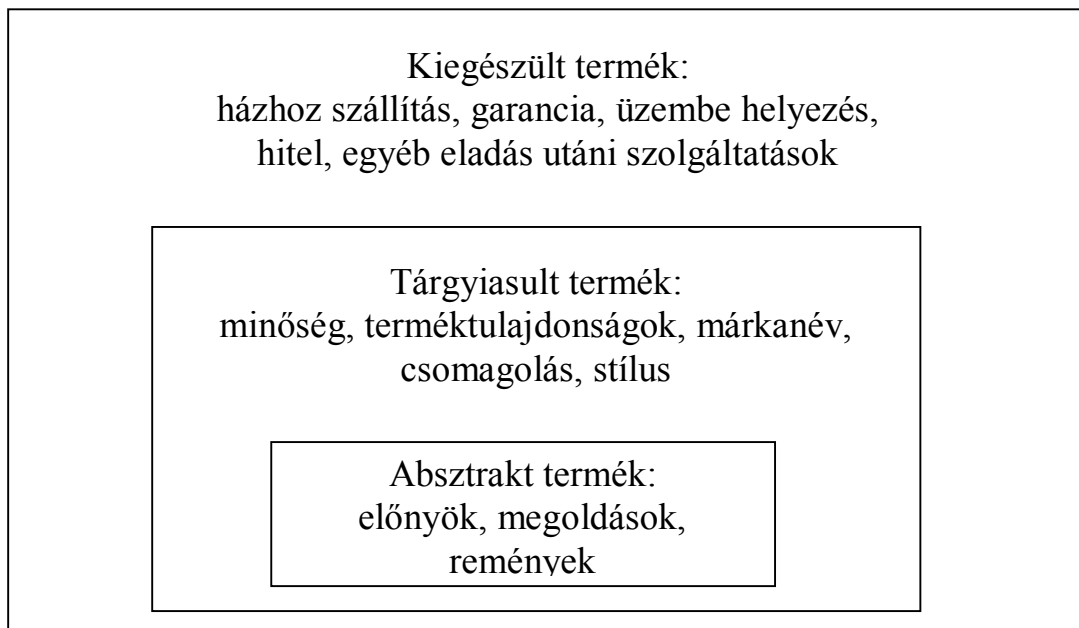 Kiegészült termék:
házhoz szállítás, garancia, üzembe helyezés,
hitel, egyéb eladás utáni szolgáltatások
Tárgyiasult termék:
minőség, terméktulajdonságok, márkanév,
csomagolás, stílus
Absztrakt termék:
előnyök, megoldások,
remények